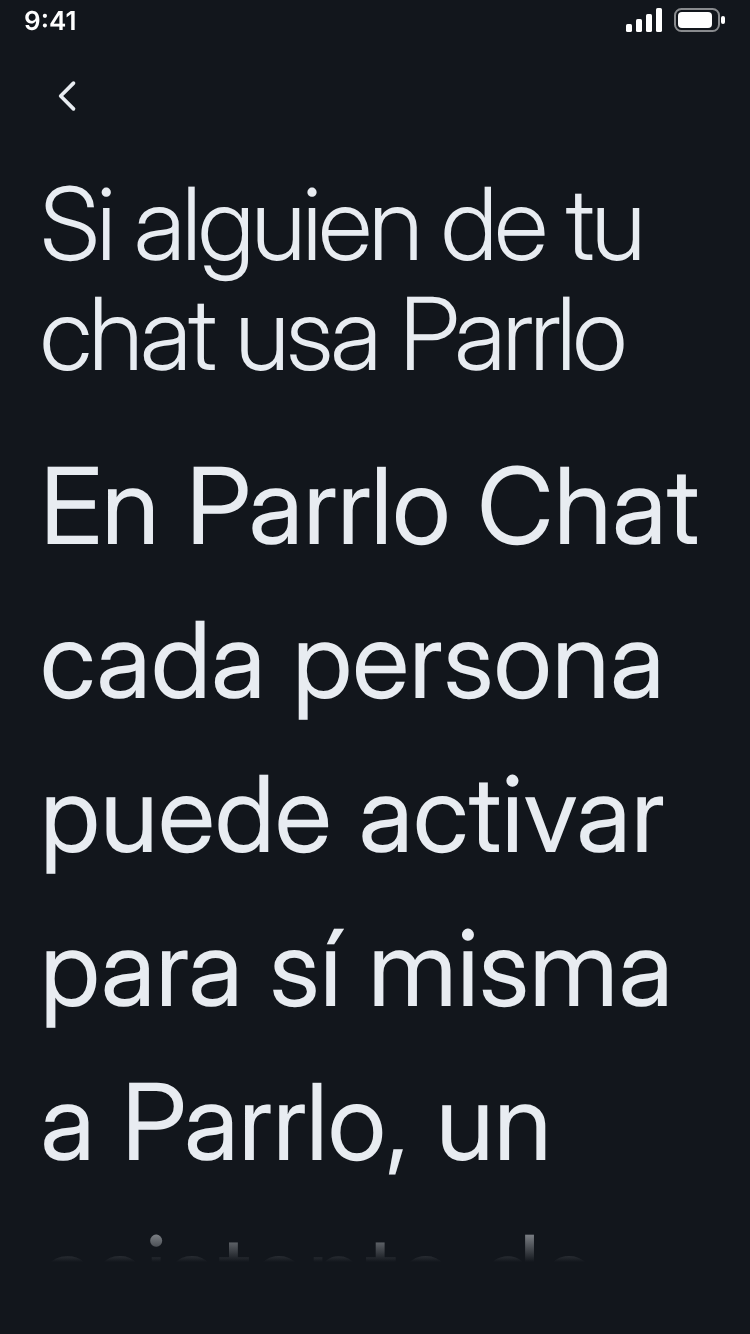 9:41
Si alguien de tu
chat usa Parrlo
En Parrlo Chat
cada persona
puede activar
para sí misma
a Parrlo, un